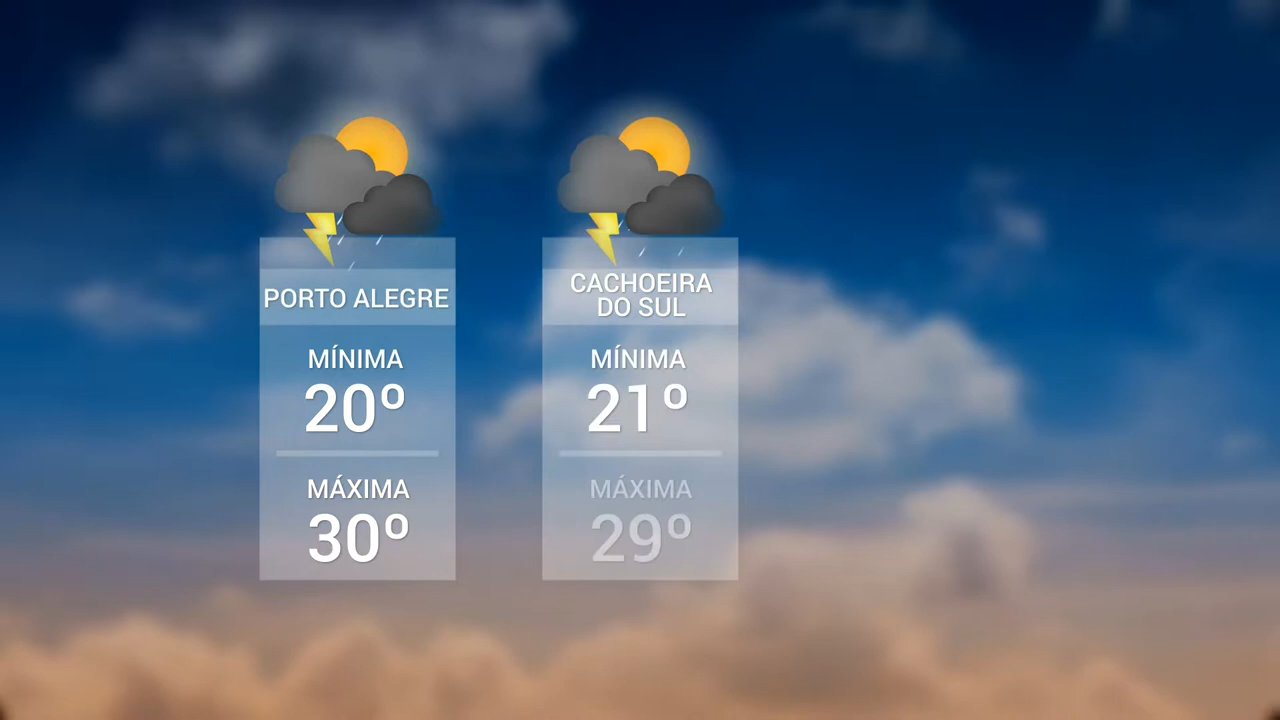 PORTO ALEGRE
MÍNIMA
20º
MÁXIMA
30º
CACHOEIRA
DO SUL
MÍNIMA
21º
MÁXIMA
29º